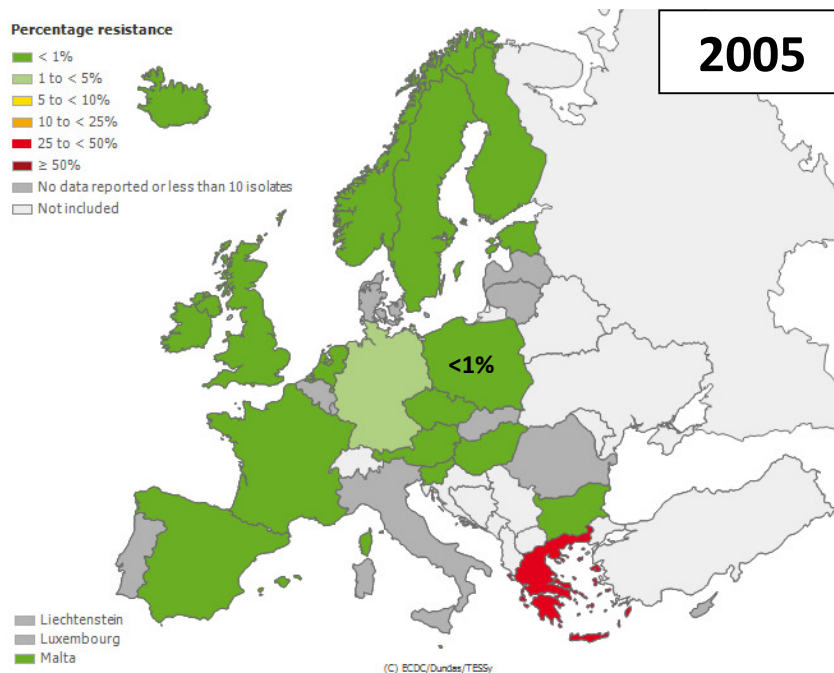 Percentage resistance
< 1%
1 to < 5%
5 to < 10%
10 to < 25%
25 to < 50%
≥ 50%
No data reported or less than 10 isolates
Not included
2005
<1%
Liechtenstein
Luxembourg
Malta
(C) ECDC/Dundas/TESSy